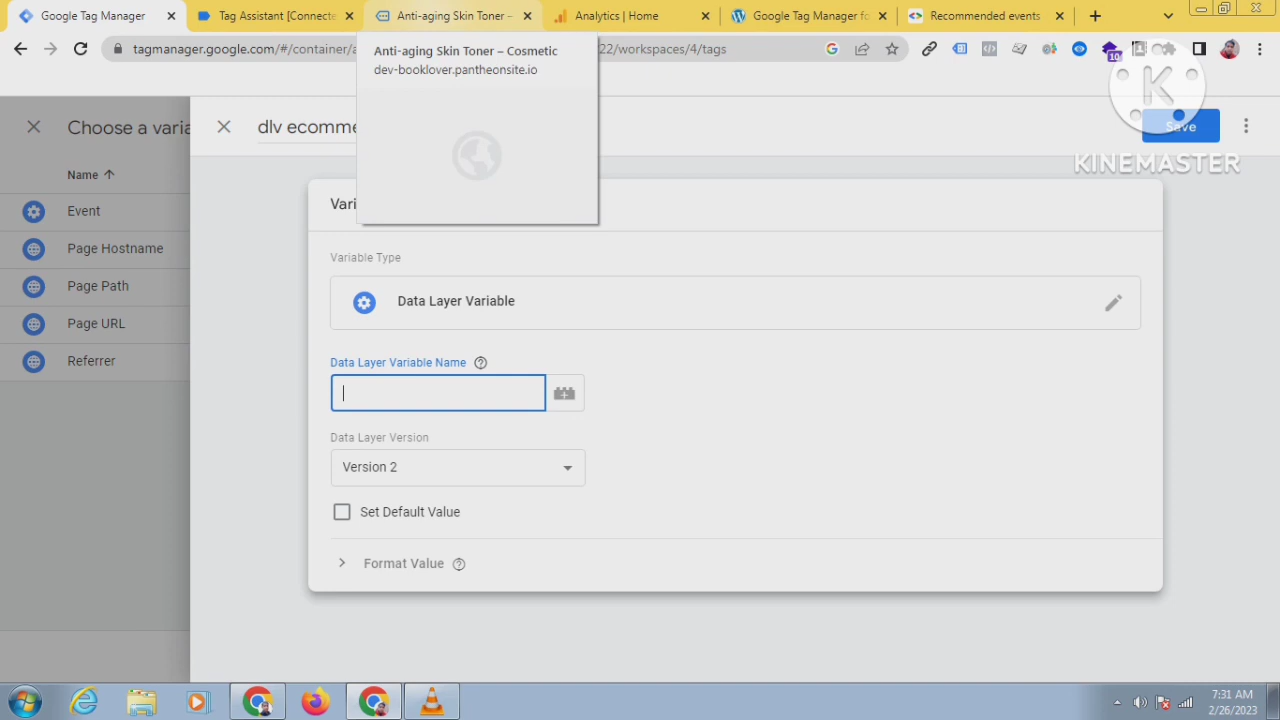 Google Tag Manager
Tag Assistant [Connecte
Anti-aging Skin Toner –
Analytics | Home
Google Tag Manager fo
Recommended events
tagmanager.google.com/#/container/a
22/workspaces/4/tags
10
Anti-aging Skin Toner – Cosmetic
dev-booklover.pantheonsite.io
K
KINEMASTER
Choose a varia
dlv ecomme
Save
Name
Event
Page Hostname
Page Path
Page URL
Referrer
Vari
Variable Type
Data Layer Variable
Data Layer Variable Name
Data Layer Version
Version 2
Set Default Value
Format Value
7:31 AM
2/26/2023